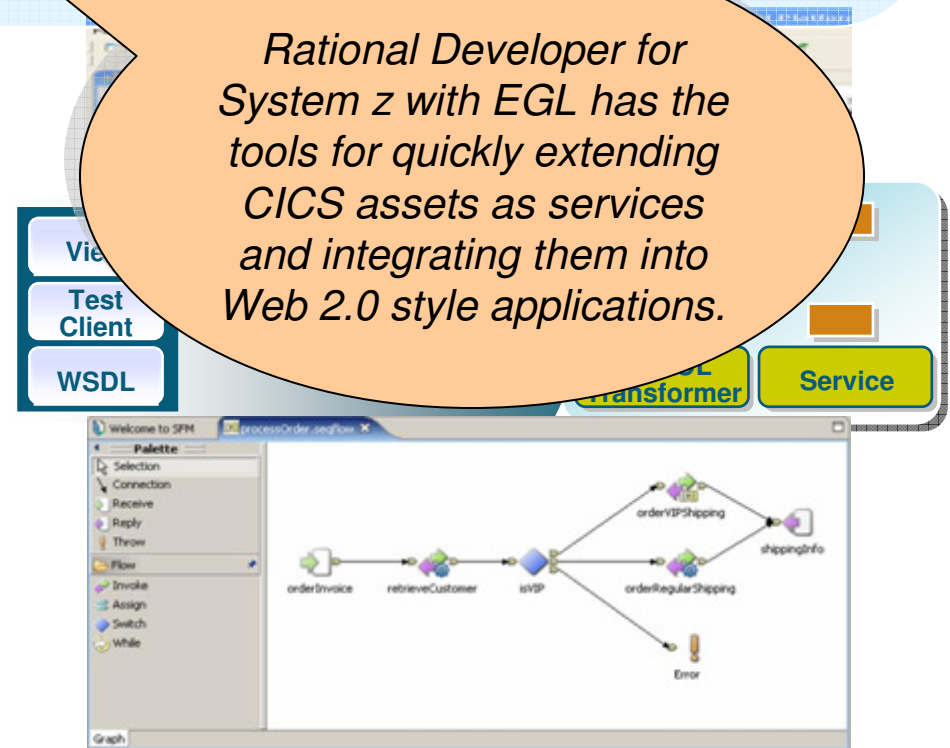 Rational Developer for
System z with EGL has the
tools for quickly extending
CICS assets as services
and integrating them into
Web 2.0 style applications.
Test
Client
WSDL
Service
Welcome to SFM
processOrder.seqflow
Palette
Selection
Connection
Receive
Reply
Throw
Flow
Invoke
Assign
Switch
While
orderInvoice
retrieveCustomer
isVIP
orderVIPShipping
orderRegularShipping
shippingInfo
Error
Graph